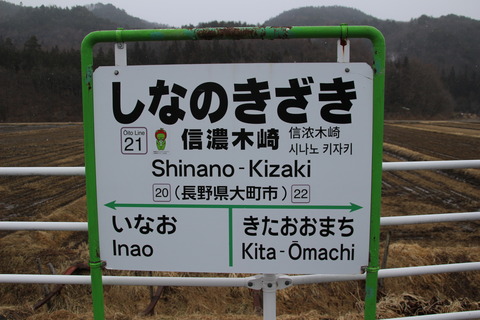 しなのきざき
Oito Line
21
信濃木崎
信浓木崎
시나노 키자키
Shinano-Kizaki
20 (長野県大町市) 22
いなお きたおおまち
Inao Kita-Ōmachi